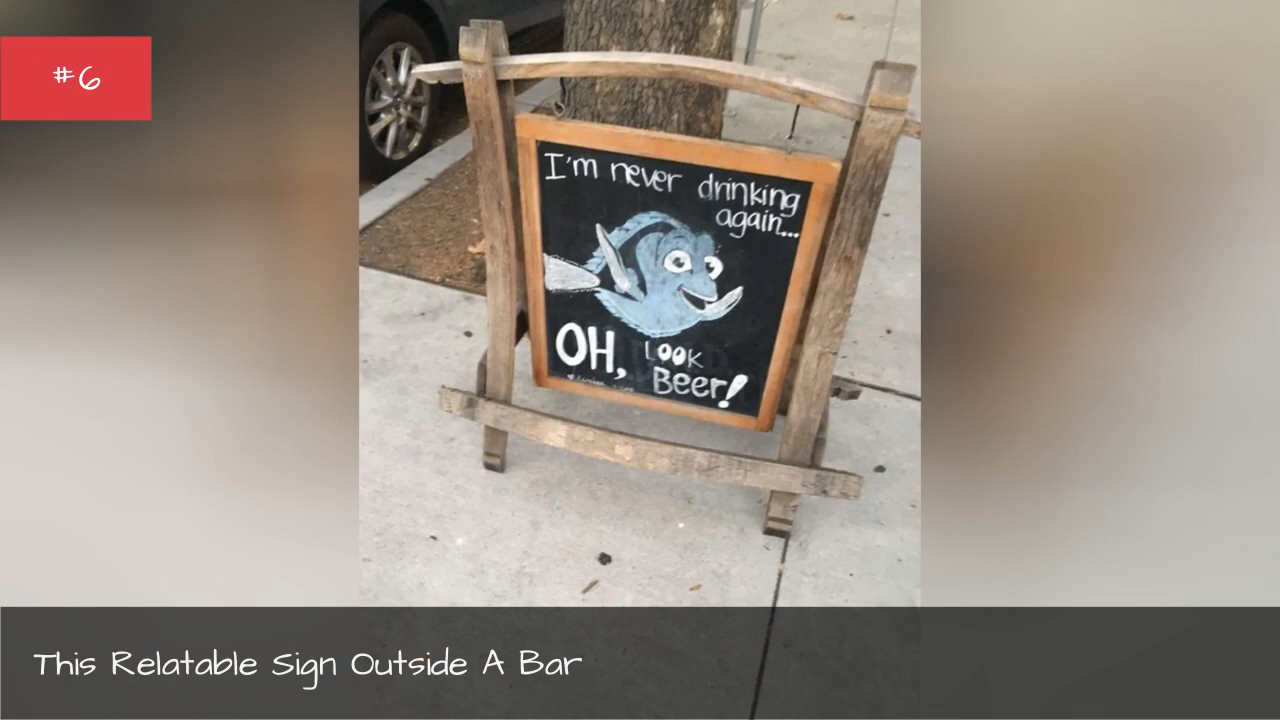 #6
I'm never drinking
again...
OH, LOOK
Beer!
This Relatable Sign Outside A Bar